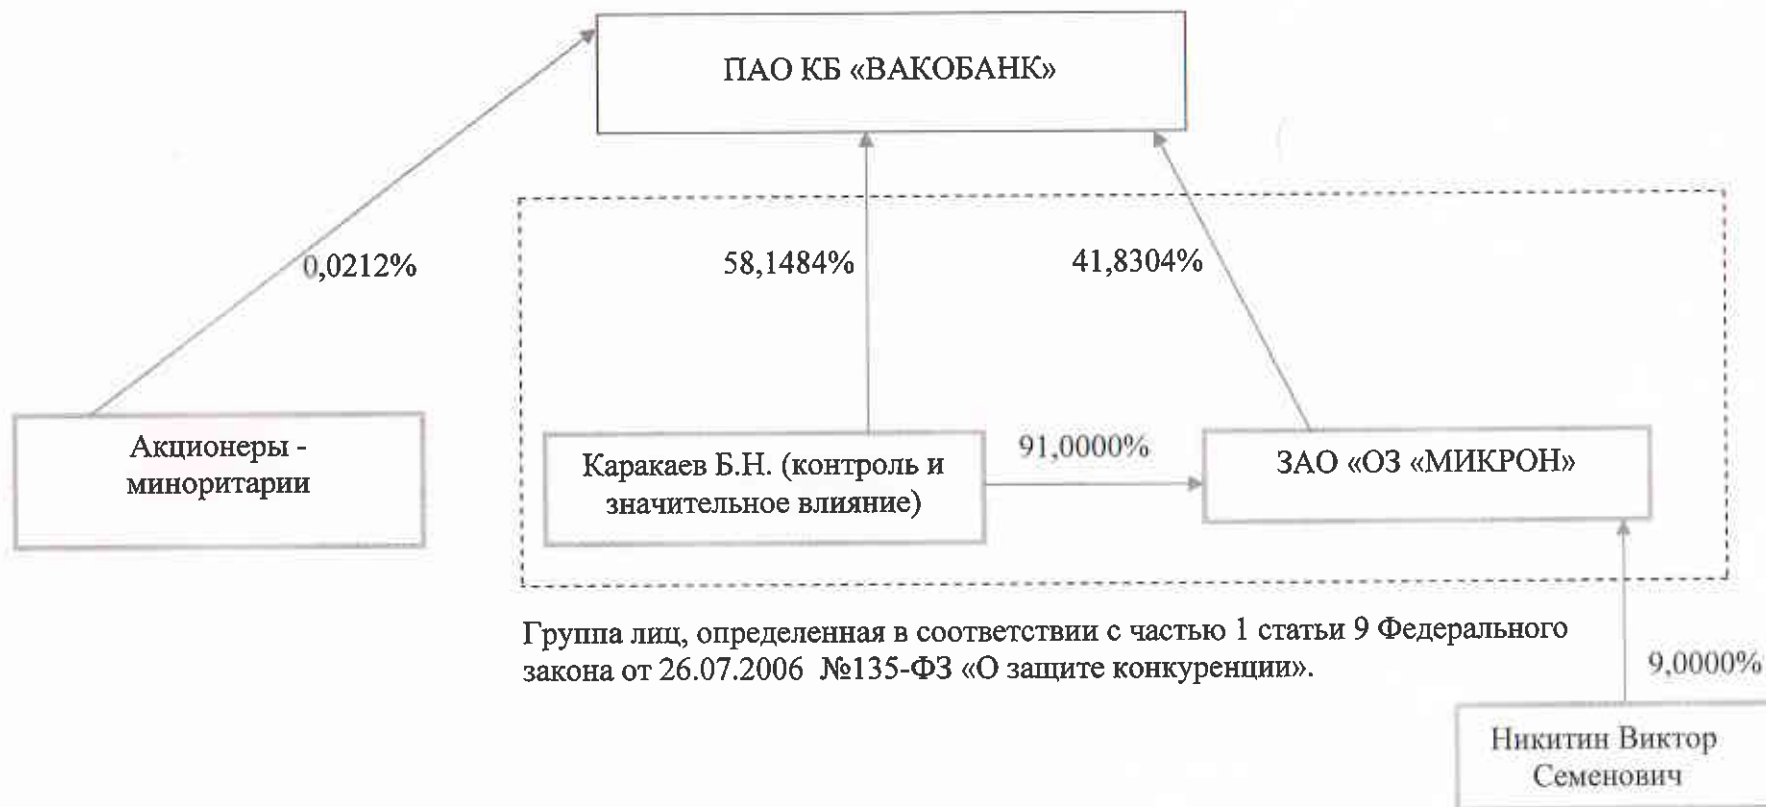 ПАО КБ «ВАКОБАНК»
0,0212%
58,1484%
41,8304%
Акционеры -
миноритарии
Каракаев Б.Н. (контроль и
значительное влияние)
91,0000%
ЗАО «ОЗ «МИКРОН»
Группа лиц, определенная в соответствии с частью 1 статьи 9 Федерального
закона от 26.07.2006 №135-ФЗ «О защите конкуренции».
9,0000%
Никитин Виктор
Семенович